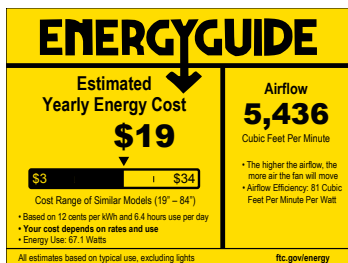 ENERGYGUIDE
Estimated
Yearly Energy Cost
$19
$3
$34
Cost Range of Similar Models (19” – 84”)
• Based on 12 cents per kWh and 6.4 hours use per day
• Your cost depends on rates and use
• Energy Use: 67.1 Watts
All estimates based on typical use, excluding lights
Airflow
5,436
Cubic Feet Per Minute
• The higher the airflow, the
more air the fan will move
• Airflow Efficiency: 81 Cubic
Feet Per Minute Per Watt
ftc.gov/energy